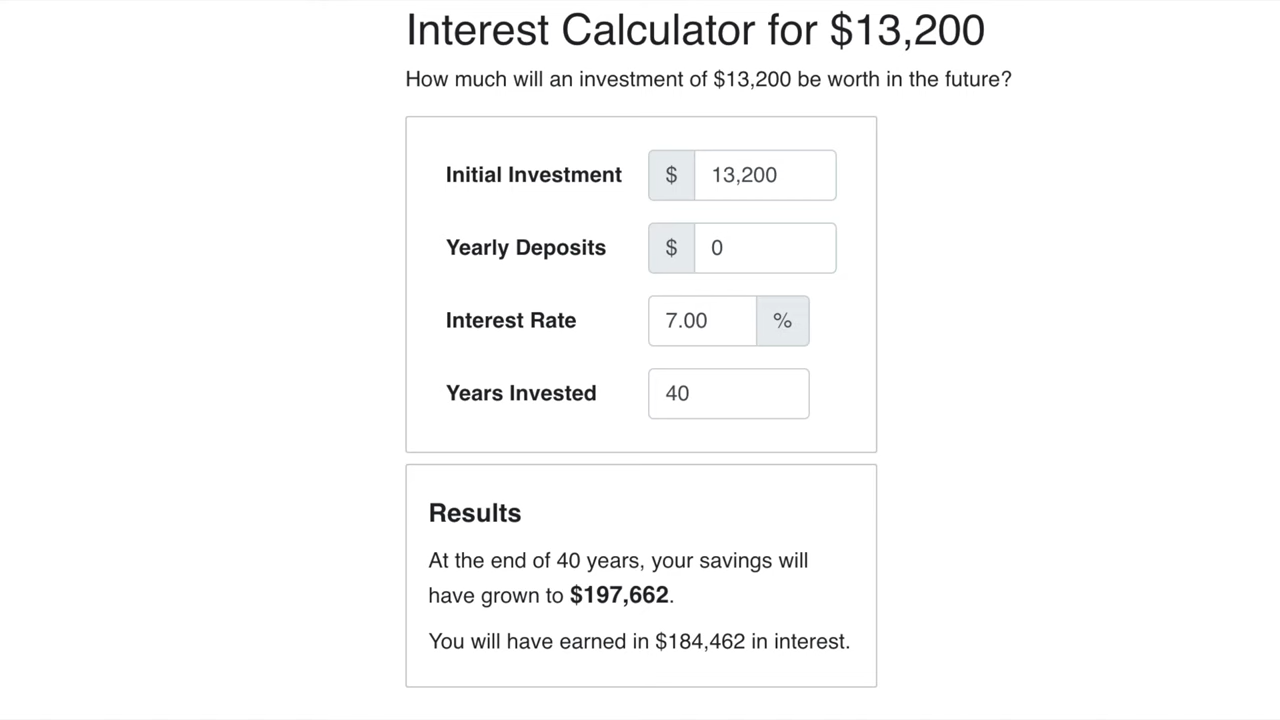 Interest Calculator for $13,200
How much will an investment of $13,200 be worth in the future?
Initial Investment $ 13,200
Yearly Deposits $ 0
Interest Rate 7.00 %
Years Invested 40
Results
At the end of 40 years, your savings will
have grown to $197,662.
You will have earned in $184,462 in interest.